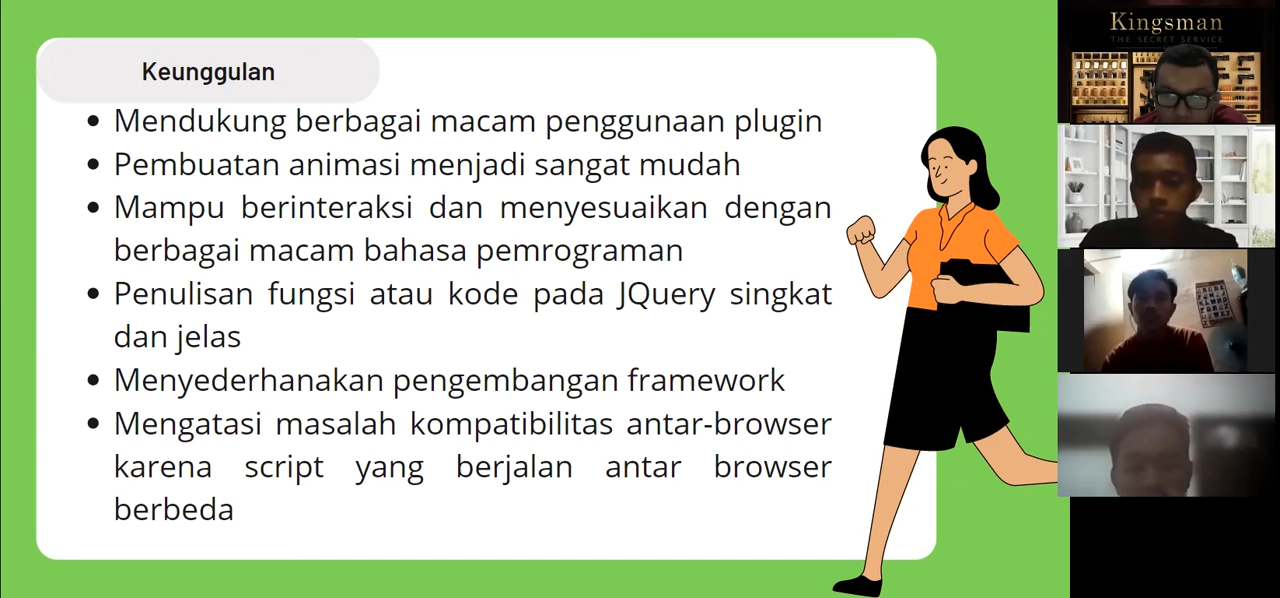 Keunggulan
Mendukung berbagai macam penggunaan plugin
Pembuatan animasi menjadi sangat mudah
Mampu berinteraksi dan menyesuaikan dengan
berbagai macam bahasa pemrograman
Penulisan fungsi atau kode pada JQuery singkat
dan jelas
Menyederhanakan pengembangan framework
Mengatasi masalah kompatibilitas antar-browser
karena script yang berjalan antar browser
berbeda
Kingsman
THE SECRET SERVICE